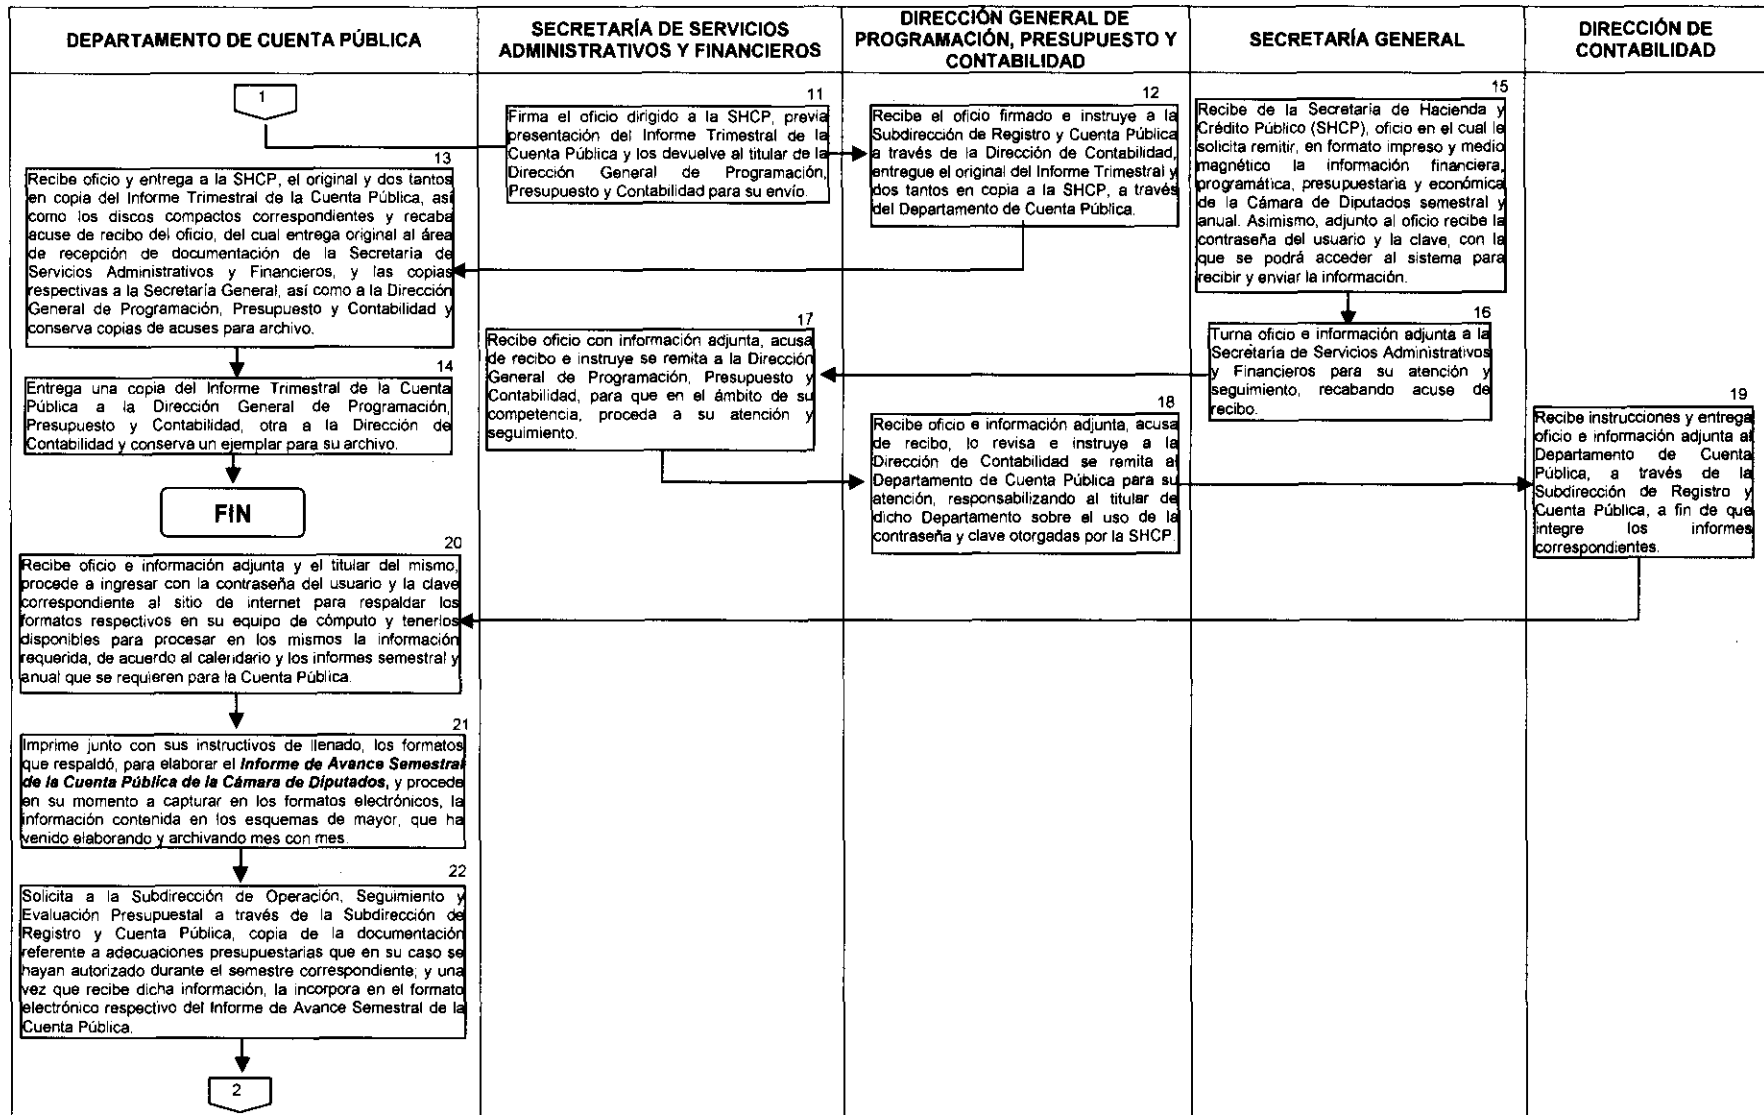 DEPARTAMENTO DE CUENTA PÚBLICA
SECRETARÍA DE SERVICIOS
ADMINISTRATIVOS Y FINANCIEROS
DIRECCIÓN GENERAL DE
PROGRAMACIÓN, PRESUPUESTO Y
CONTABILIDAD
SECRETARÍA GENERAL
DIRECCIÓN DE
CONTABILIDAD
1
11
Firma el oficio dirigido a la SHCP, previa
presentación del Informe Trimestral de la
Cuenta Pública y los devuelve al titular de la
Dirección General de Programación,
Presupuesto y Contabilidad para su envío.
12
Recibe el oficio firmado e instruye a la
Subdirección de Registro y Cuenta Pública
a través de la Dirección de Contabilidad,
entregue el original del Informe Trimestral y
dos tantos en copia a la SHCP, a través
del Departamento de Cuenta Pública.
13
Recibe oficio y entrega a la SHCP, el original y dos tantos
en copia del Informe Trimestral de la Cuenta Pública, así
como los discos compactos correspondientes y recaba
acuse de recibo del oficio, del cual entrega original al área
de recepción de documentación de la Secretaría de
Servicios Administrativos y Financieros, y las copias
respectivas a la Secretaría General, así como a la Dirección
General de Programación, Presupuesto y Contabilidad y
conserva copias de acuses para archivo.
14
Entrega una copia del Informe Trimestral de la Cuenta
Pública a la Dirección General de Programación,
Presupuesto y Contabilidad, otra a la Dirección de
Contabilidad y conserva un ejemplar para su archivo.
FIN
15
Recibe de la Secretaria de Hacienda y
Crédito Público (SHCP), oficio en el cual le
solicita remitir, en formato impreso y medio
magnético la información financiera,
programática, presupuestaria y económica
de la Cámara de Diputados semestral y
anual. Asimismo, adjunto al oficio recibe la
contraseña del usuario y la clave, con la
que se podrá acceder al sistema para
recibir y enviar la información.
16
Turna oficio e información adjunta a la
Secretaría de Servicios Administrativos
y Financieros para su atención y
seguimiento, recabando acuse de
recibo.
17
Recibe oficio con información adjunta, acusa
de recibo e instruye se remita a la Dirección
General de Programación, Presupuesto y
Contabilidad, para que en el ámbito de su
competencia, proceda a su atención y
seguimiento.
18
Recibe oficio e información adjunta, acusa
de recibo, lo revisa e instruye a la
Dirección de Contabilidad se remita al
Departamento de Cuenta Pública para su
atención, responsabilizando al titular de
dicho Departamento sobre el uso de la
contraseña y clave otorgadas por la SHCP.
19
Recibe instrucciones y entrega
oficio e información adjunta al
Departamento de Cuenta
Pública, a través de la
Subdirección de Registro y
Cuenta Pública, a fin de que
integre los informes
correspondientes.
20
Recibe oficio e información adjunta y el titular del mismo,
procede a ingresar con la contraseña del usuario y la clave
correspondiente al sitio de internet para respaldar los
formatos respectivos en su equipo de cómputo y tenerlos
disponibles para procesar en los mismos la información
requerida, de acuerdo al calendario y los informes semestral y
anual que se requieren para la Cuenta Pública.
21
Imprime junto con sus instructivos de llenado, los formatos
que respaldó, para elaborar el Informe de Avance Semestral
de la Cuenta Pública de la Cámara de Diputados, y procede
en su momento a capturar en los formatos electrónicos, la
información contenida en los esquemas de mayor, que ha
venido elaborando y archivando mes con mes.
22
Solicita a la Subdirección de Operación, Seguimiento y
Evaluación Presupuestal a través de la Subdirección de
Registro y Cuenta Pública, copia de la documentación
referente a adecuaciones presupuestarias que en su caso se
hayan autorizado durante el semestre correspondiente; y una
vez que recibe dicha información, la incorpora en el formato
electrónico respectivo del Informe de Avance Semestral de la
Cuenta Pública.
2